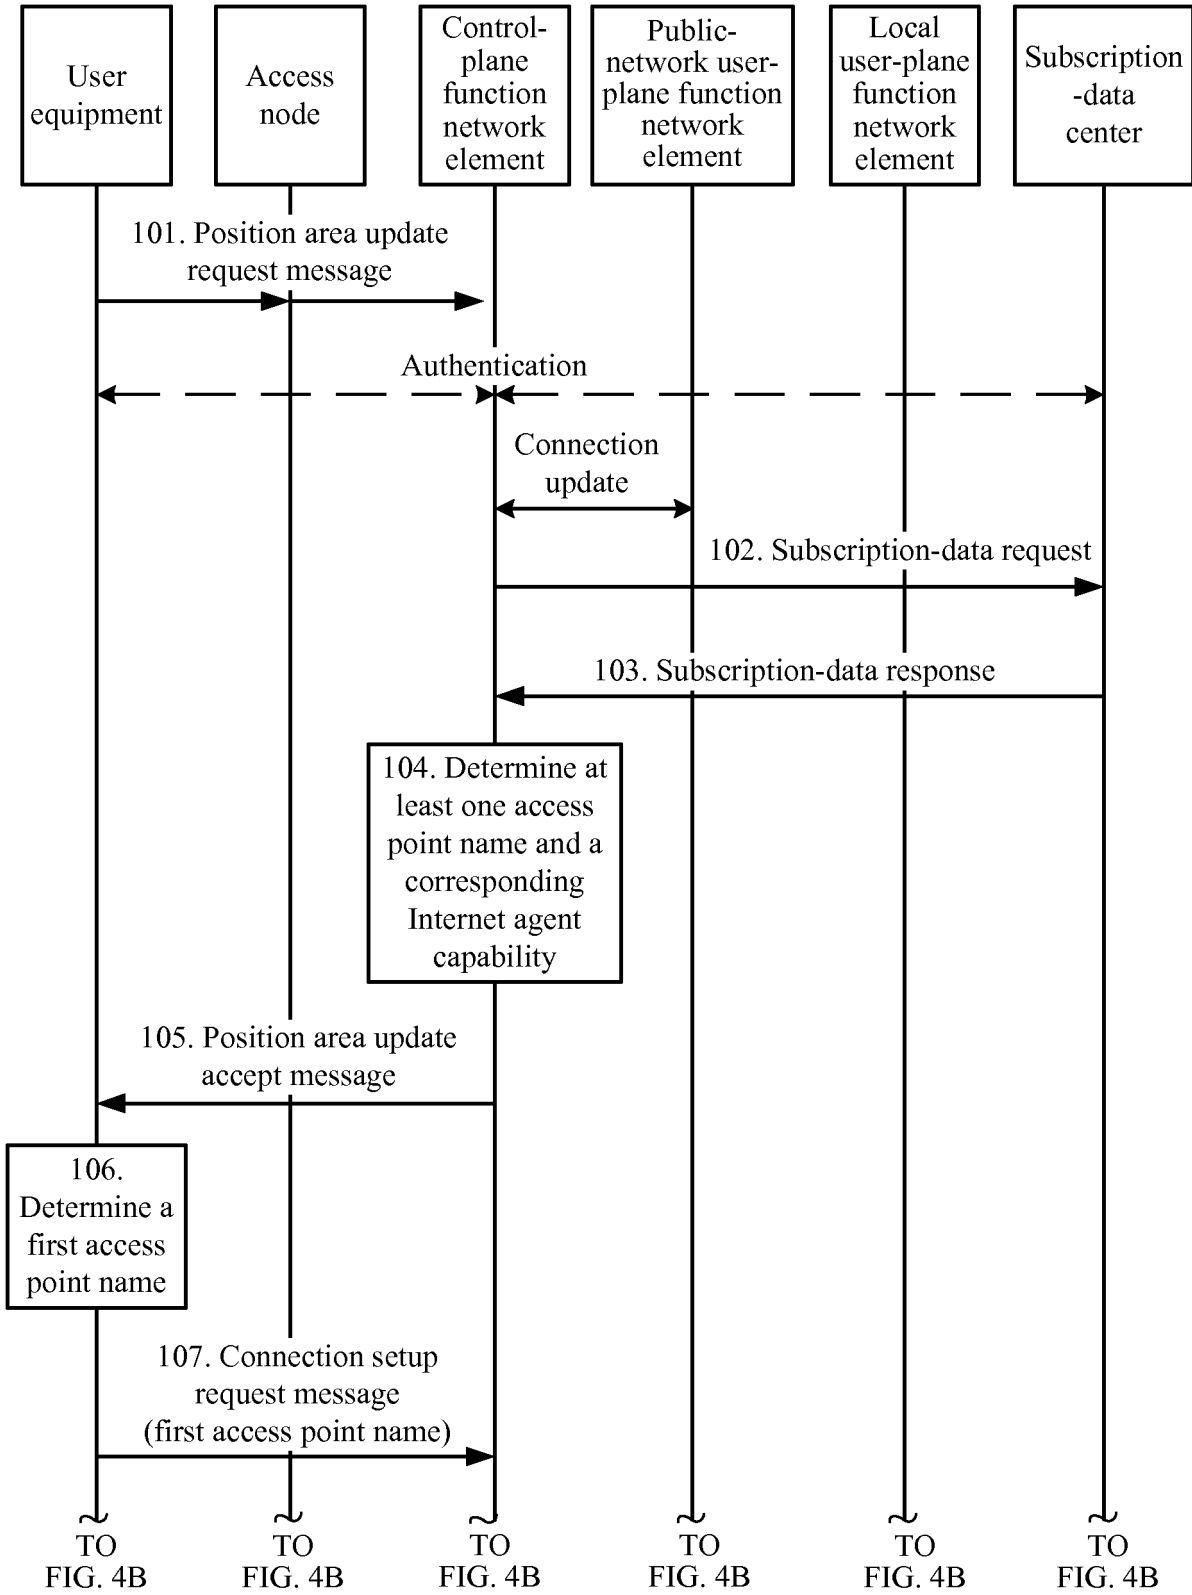 User
equipment
Access
node
Control-
plane
function
network
element
Public-
network user-
plane function
network
element
Local
user-plane
function
network
element
Subscription
-data
center
101. Position area update
request message
Authentication
Connection
update
102. Subscription-data request
103. Subscription-data response
104. Determine at
least one access
point name and a
corresponding
Internet agent
capability
105. Position area update
accept message
106.
Determine a
first access
point name
107. Connection setup
request message
(first access point name)
TO
FIG. 4B
TO
FIG. 4B
TO
FIG. 4B
TO
FIG. 4B
TO
FIG. 4B
TO
FIG. 4B